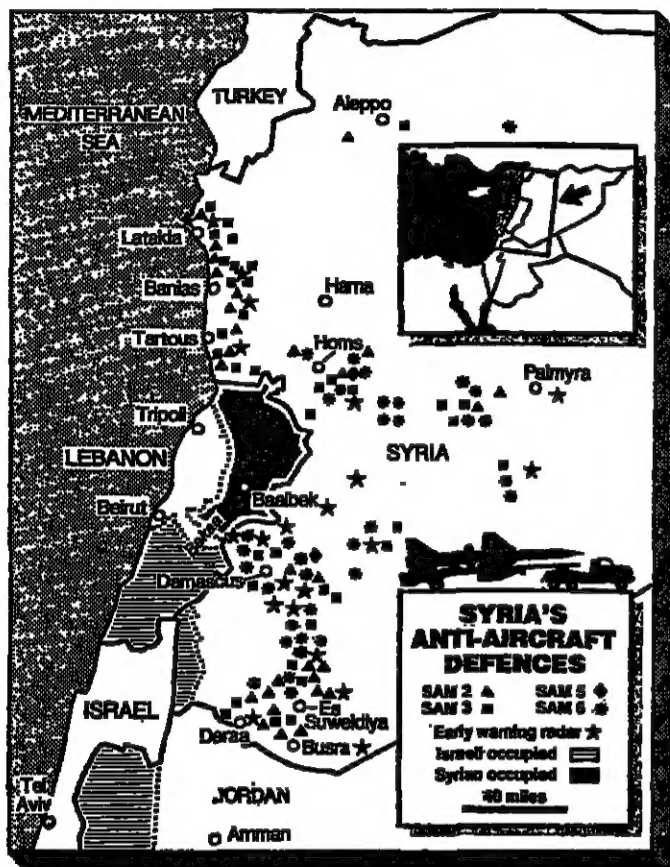 MEDITERRANEAN
SEA
TURKEY
Aleppo
Latakia
Banias
Hama
Tartous
Homs
Palmyra
Tripoli
LEBANON
SYRIA
Beirut
Baalbek
Damascus
ISRAEL
Deraa
Es
Suweidiya
Busra
Tel
Aviv
JORDAN
Amman
SYRIA'S
ANTI-AIRCRAFT
DEFENCES
SAM 2 SAM 5
SAM 3 SAM 6
Early warning radar
Israeli occupied
Syrian occupied
40 miles